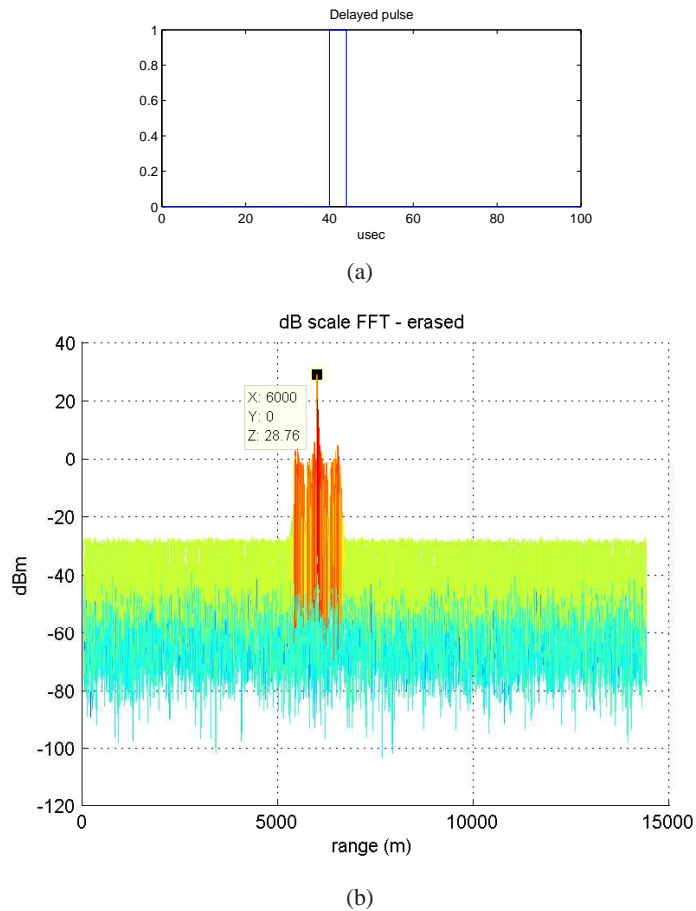 Delayed pulse
1
0.8
0.6
0.4
0.2
0
0 20 40 60 80 100
usec
(a)
dB scale FFT - erased
40
20
0
-20
-40
-60
-80
-100
-120
dBm
X: 6000
Y: 0
Z: 28.76
0 5000 10000 15000
range (m)
(b)